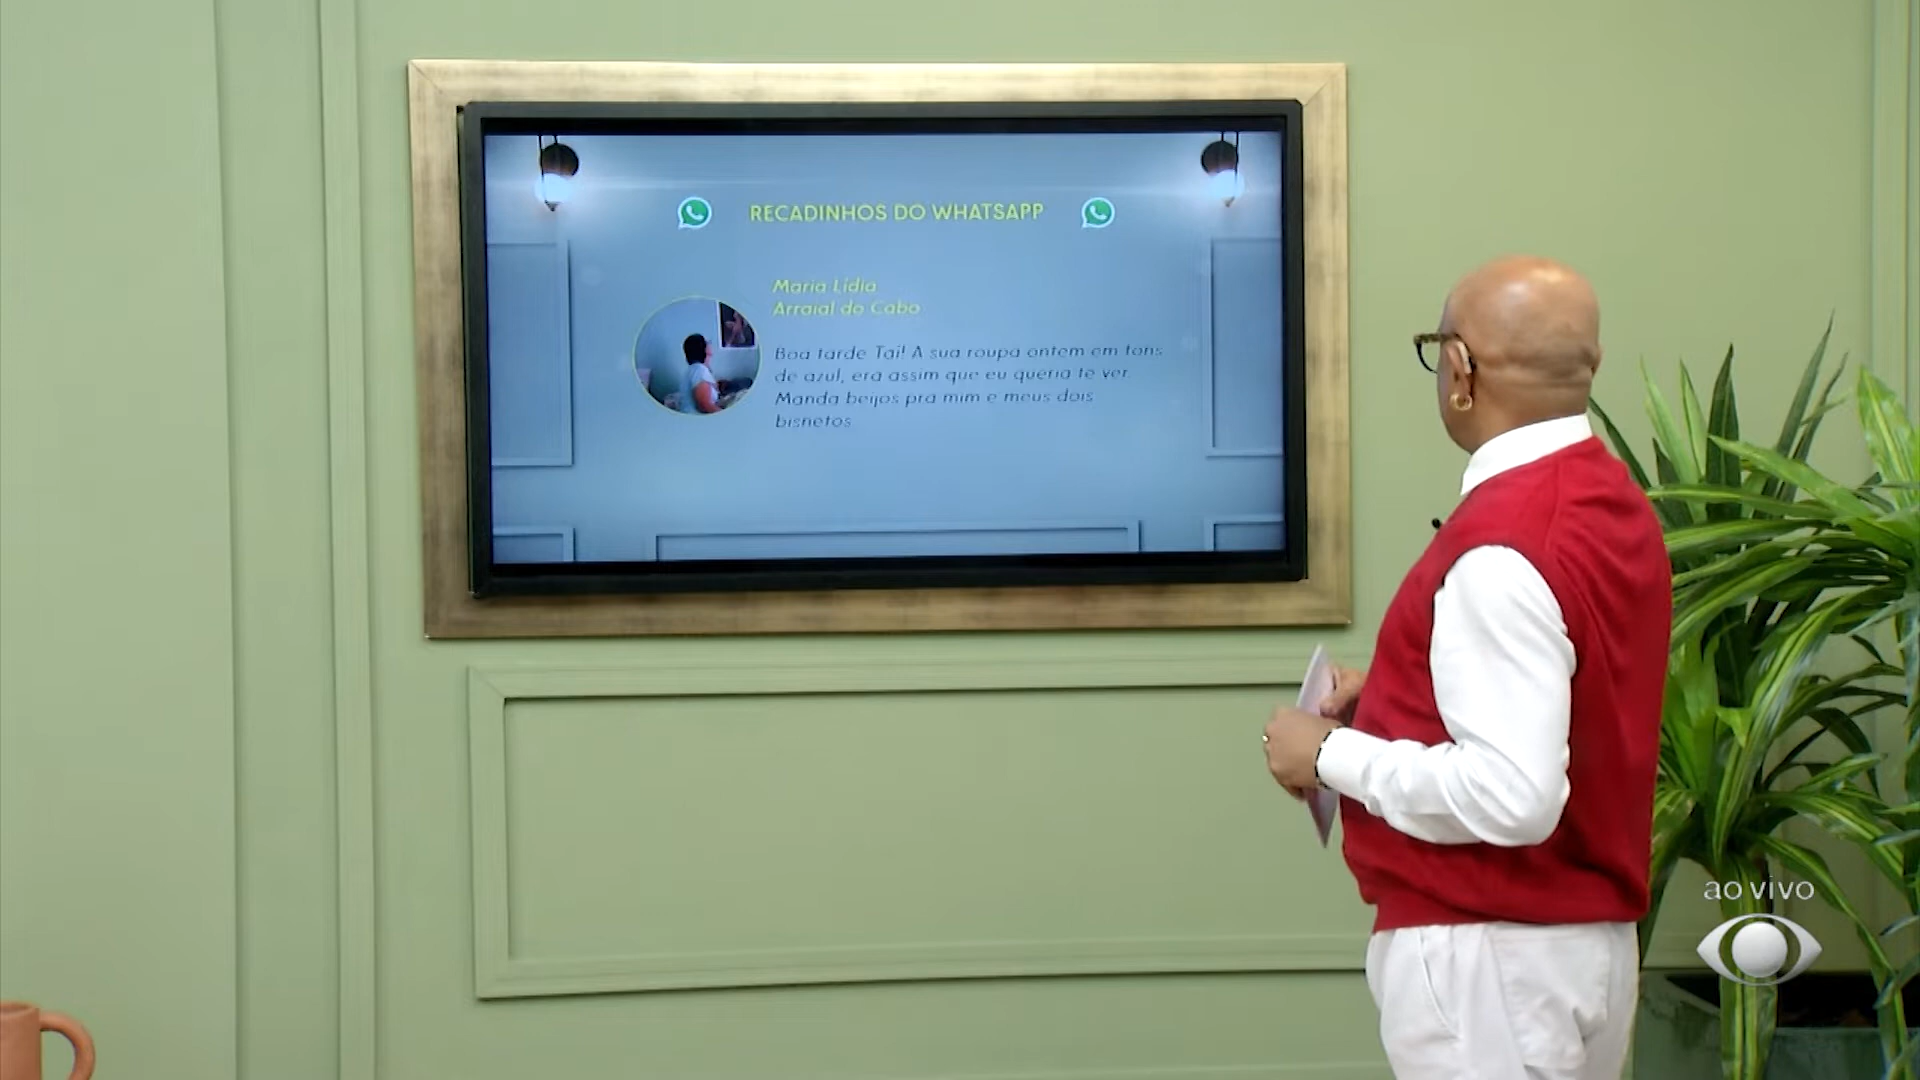 RECADINHOS DO WHATSAPP
Maria Lídia
Arraial do Cabo
Boa tarde Taí! A sua roupa ontem em tons
de azul, era assim que eu queria te ver.
Manda beijos pra mim e meus dois
bisnetos
ao vivo